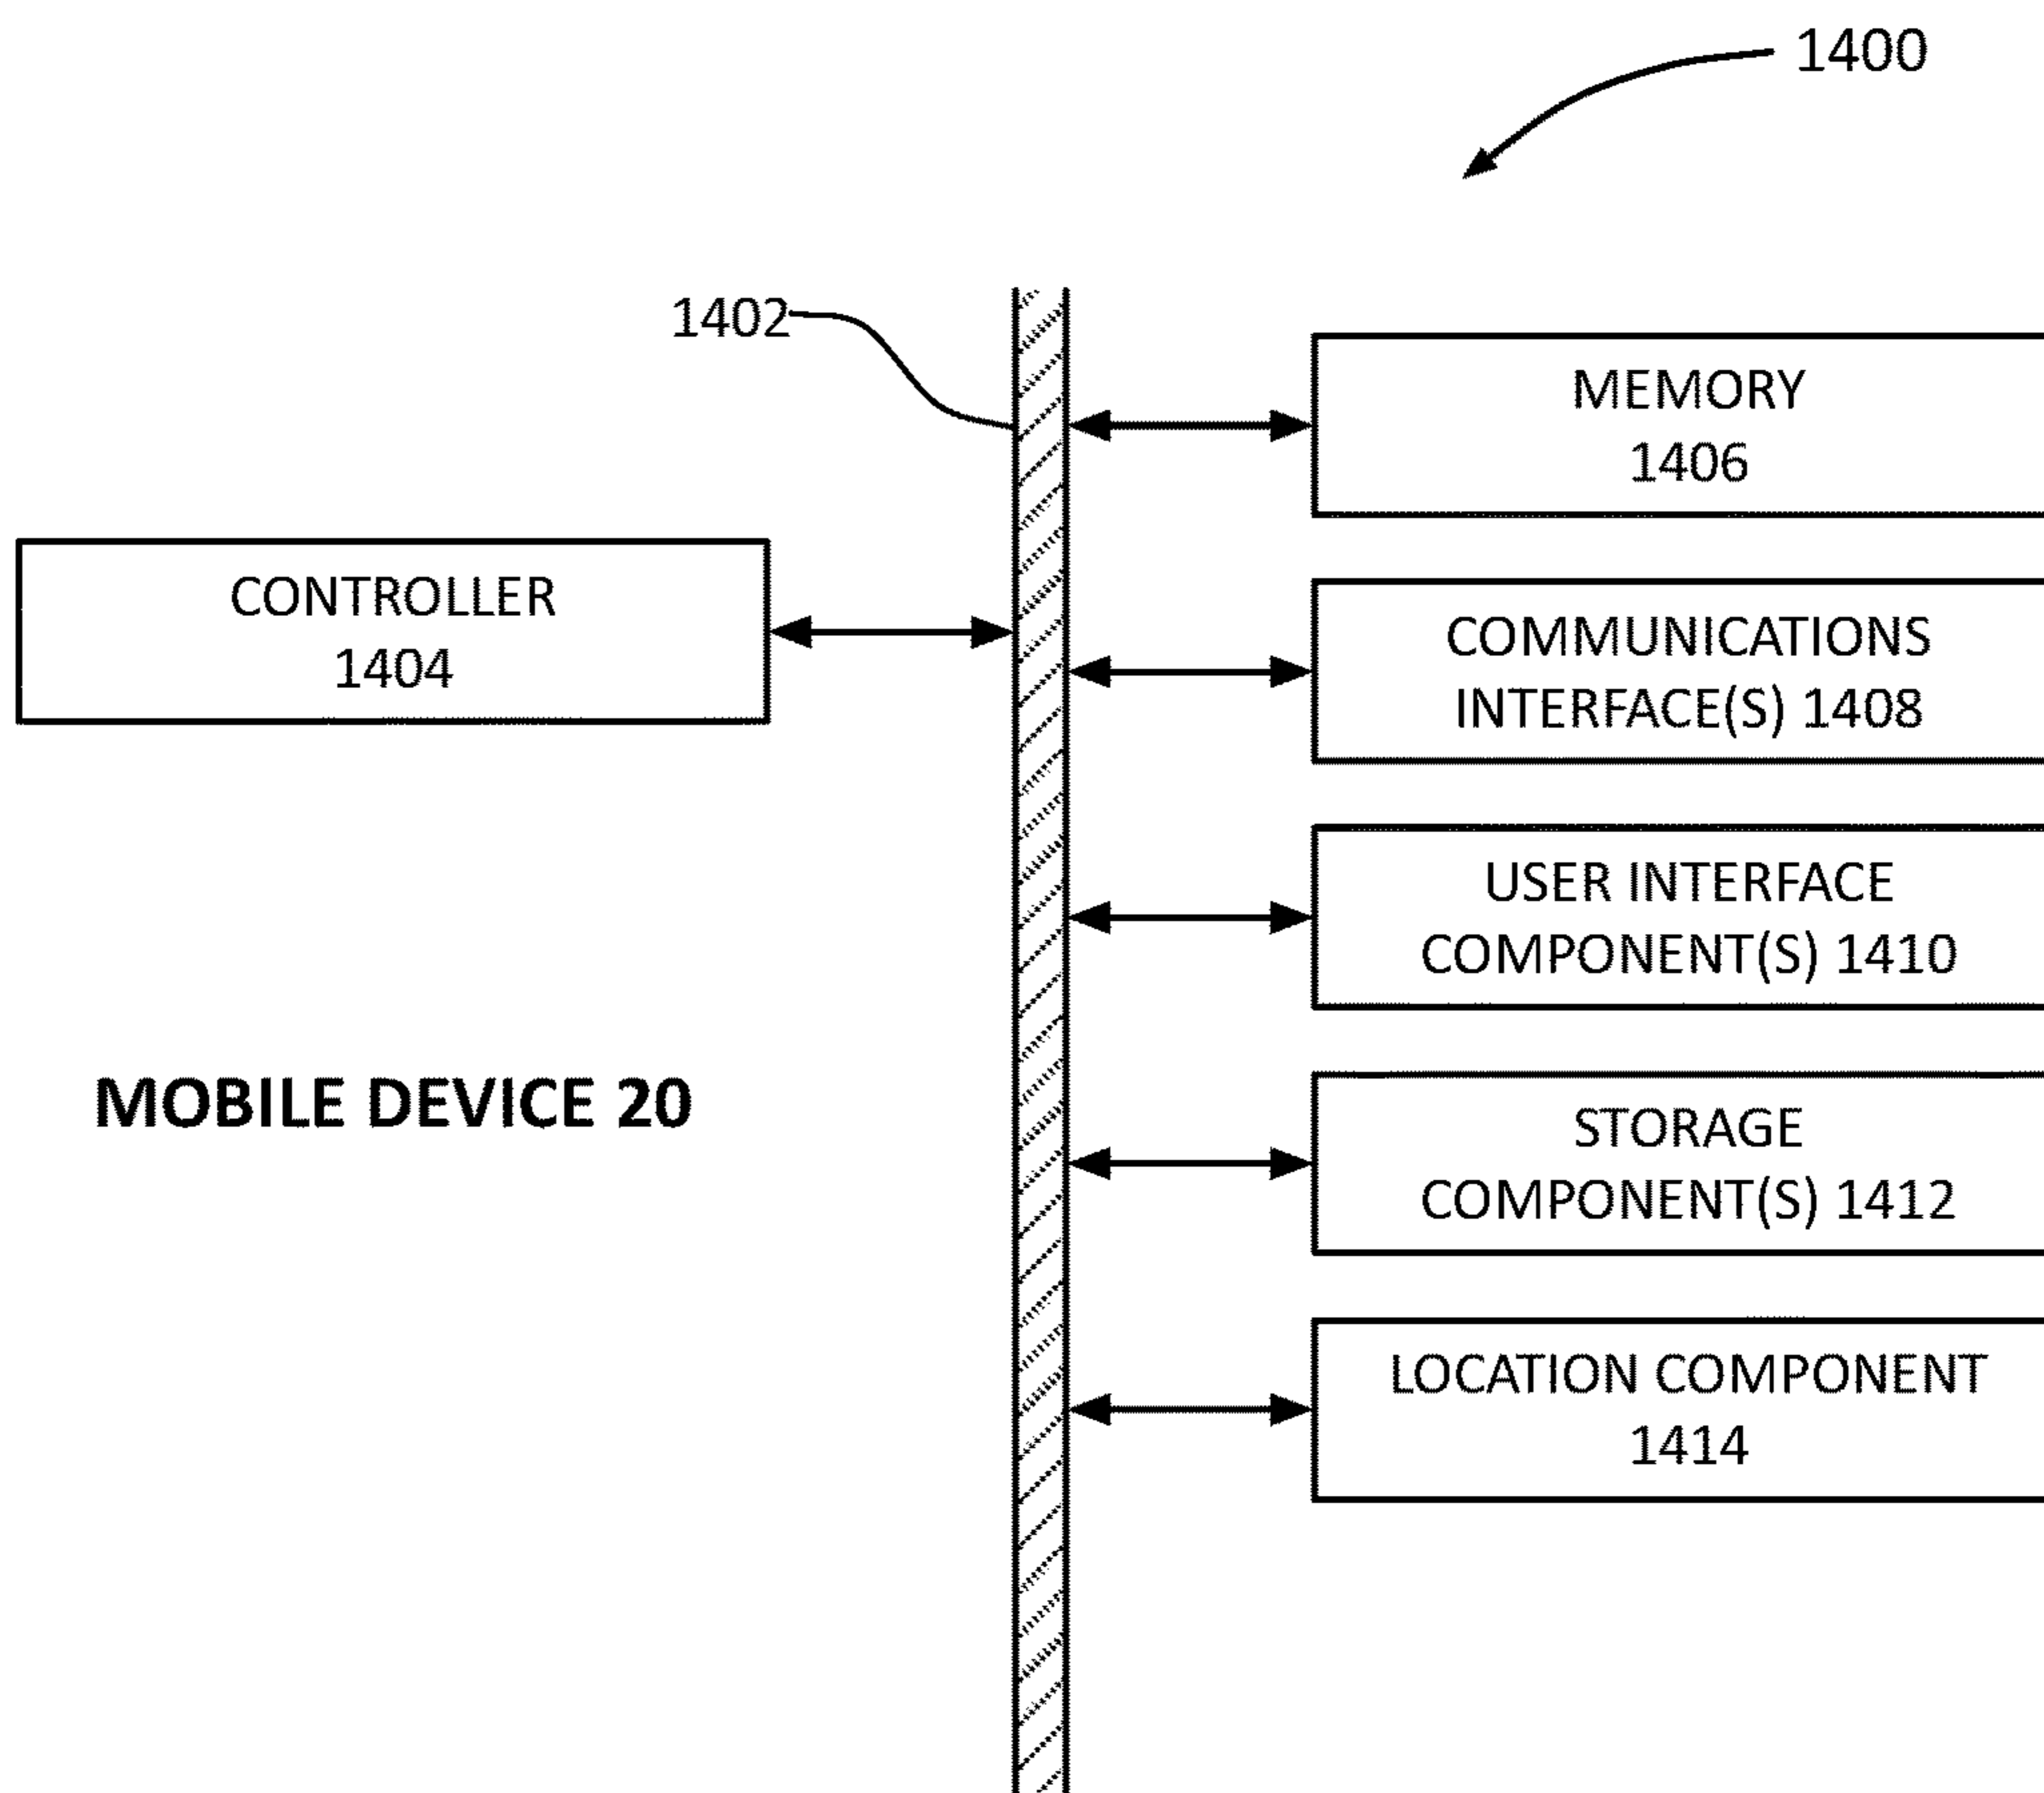 1400
1402
MEMORY
1406
CONTROLLER
1404
COMMUNICATIONS
INTERFACE(S) 1408
USER INTERFACE
COMPONENT(S) 1410
MOBILE DEVICE 20
STORAGE
COMPONENT(S) 1412
LOCATION COMPONENT
1414